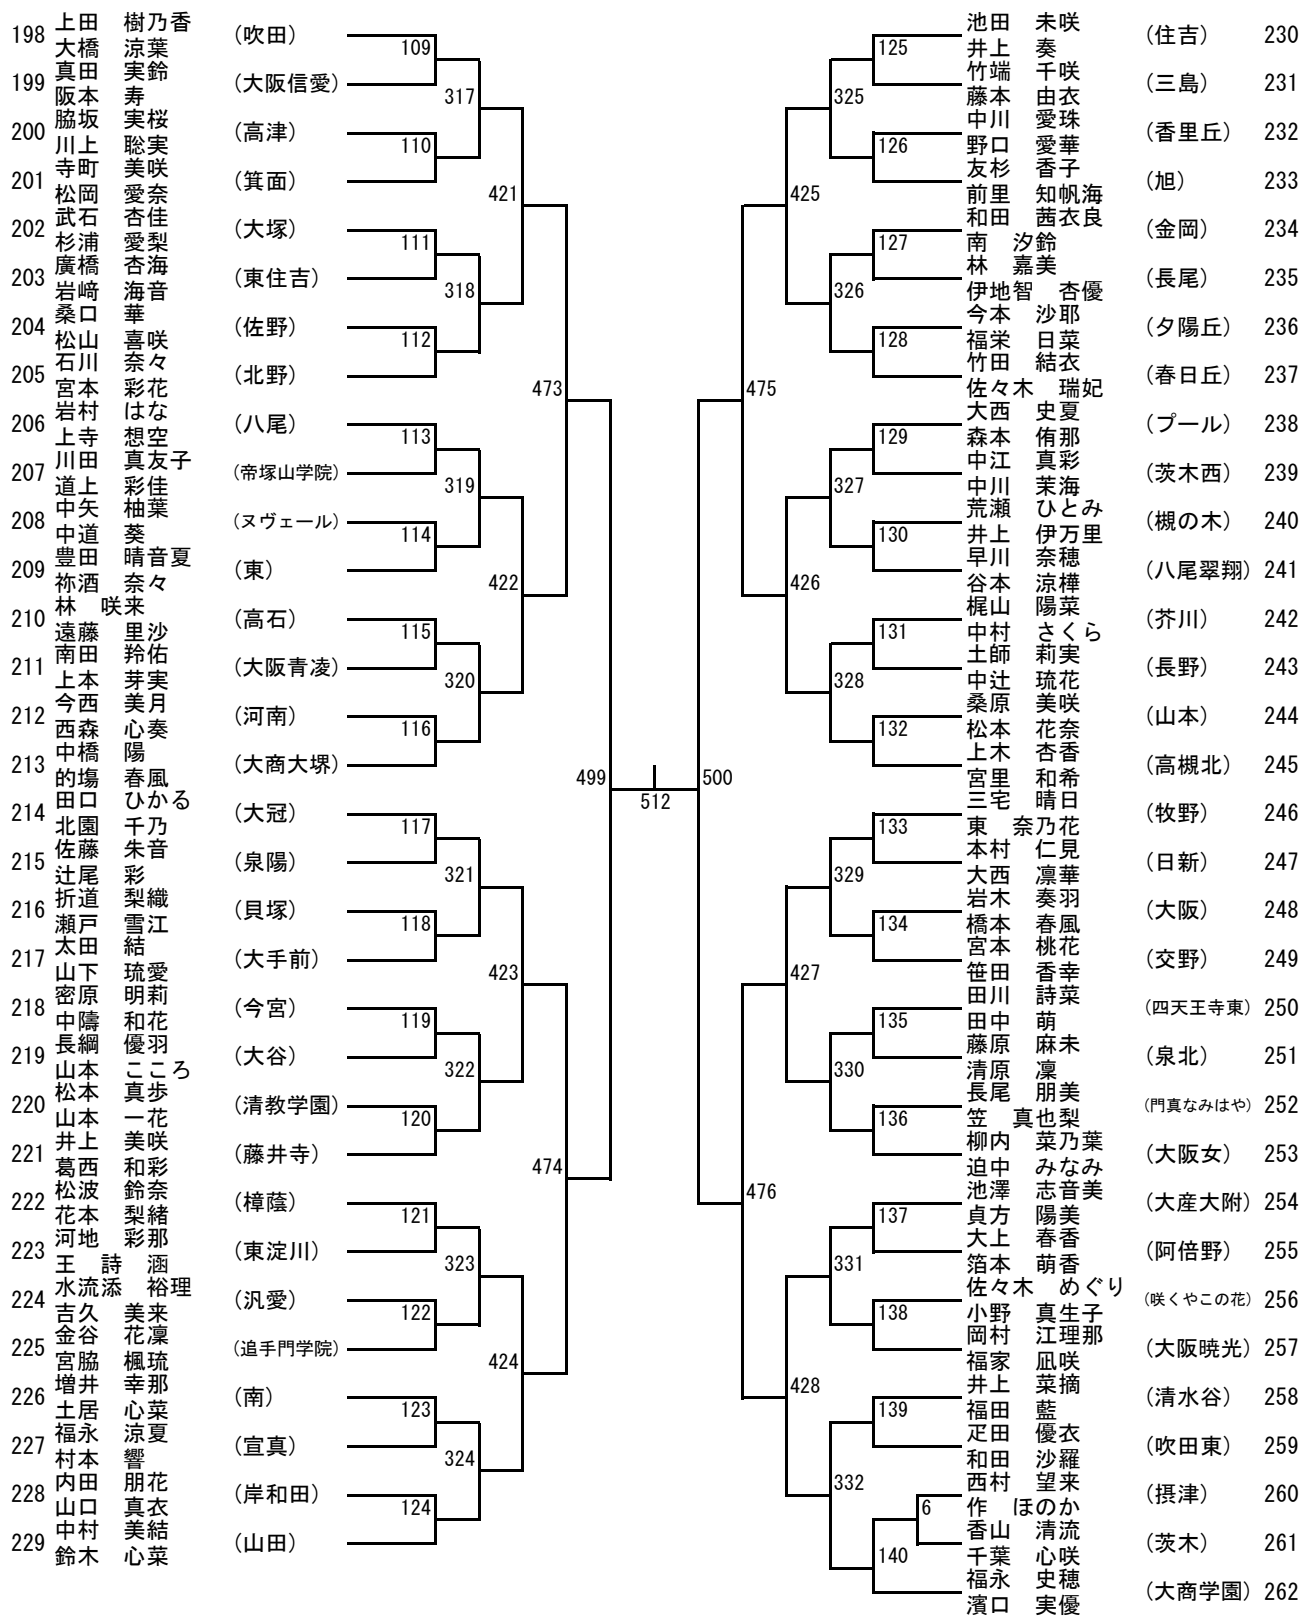 198 上田　樹乃香 (吹田)
大橋　涼葉
199 真田　実鈴 (大阪信愛)
阪本　寿
200 脇坂　実桜 (高津)
川上　聡実
201 寺町　美咲 (箕面)
松岡　愛奈
202 武石　杏佳 (大塚)
杉浦　愛梨
203 廣橋　杏海 (東住吉)
岩﨑　海音
204 桑口　華 (佐野)
松山　喜咲
205 石川　奈々 (北野)
宮本　彩花
206 岩村　はな (八尾)
上寺　想空
207 川田　真友子 (帝塚山学院)
道上　彩佳
208 中矢　柚葉 (ヌヴェール)
中道　葵
209 豊田　晴音夏 (東)
祢酒　奈々
210 林　咲来 (高石)
遠藤　里沙
211 南田　羚佑 (大阪青凌)
上本　芽実
212 今西　美月 (河南)
西森　心奏
213 中橋　陽 (大商大堺)
的場　春風
214 田口　ひかる (大冠)
北園　千乃
215 佐藤　朱音 (泉陽)
辻尾　彩
216 折道　梨織 (貝塚)
瀬戸　雪江
217 太田　結 (大手前)
山下　琉愛
218 密原　明莉 (今宮)
中隯　和花
219 長綱　優羽 (大谷)
山本　こころ
220 松本　真歩 (清教学園)
山本　一花
221 井上　美咲 (藤井寺)
葛西　和彩
222 松波　鈴奈 (樟蔭)
花本　梨緒
223 河地　彩那 (東淀川)
王　詩　涵
224 水流添　裕理 (汎愛)
吉久　美来
225 金谷　花凜 (追手門学院)
宮脇　楓琉
226 増井　幸那 (南)
土居　心菜
227 福永　涼夏 (宣真)
村本　響
228 内田　朋花 (岸和田)
山口　真衣
229 中村　美結 (山田)
鈴木　心菜
109
110
111
112
113
114
115
116
117
118
119
120
121
122
123
124
317
318
319
320
321
322
323
324
421
422
423
424
473
474
499
512
500
475
476
425
426
427
428
325
326
327
328
329
330
331
332
125
126
127
128
129
130
131
132
133
134
135
136
137
138
139
6
140
池田　未咲 (住吉) 230
井上　奏
竹端　千咲 (三島) 231
藤本　由衣
中川　愛珠 (香里丘) 232
野口　愛華
友杉　香子 (旭) 233
前里　知帆海
和田　茜衣良 (金岡) 234
南　汐鈴
林　嘉美 (長尾) 235
伊地智　杏優
今本　沙耶 (夕陽丘) 236
福栄　日菜
竹田　結衣 (春日丘) 237
佐々木　瑞妃
大西　史夏 (プール) 238
森本　侑那
中江　真彩 (茨木西) 239
中川　茉海
荒瀬　ひとみ (槻の木) 240
井上　伊万里
早川　奈穂 (八尾翠翔) 241
谷本　涼樺
梶山　陽菜 (芥川) 242
中村　さくら
土師　莉実 (長野) 243
中辻　琉花
桑原　美咲 (山本) 244
松本　花奈
上木　杏香 (高槻北) 245
宮里　和希
三宅　晴日 (牧野) 246
東　奈乃花
本村　仁見 (日新) 247
大西　凛華
岩木　奏羽 (大阪) 248
橋本　春風
宮本　桃花 (交野) 249
笹田　香幸
田川　詩菜 (四天王寺東) 250
田中　萌
藤原　麻未 (泉北) 251
清原　凜
長尾　朋美 (門真なみはや) 252
笠　真也梨
柳内　菜乃葉 (大阪女) 253
迫中　みなみ
池澤　志音美 (大産大附) 254
貞方　陽美
大上　春香 (阿倍野) 255
箔本　萌香
佐々木　めぐり (咲くやこの花) 256
小野　真生子
岡村　江理那 (大阪暁光) 257
福家　凪咲
井上　菜摘 (清水谷) 258
福田　藍
疋田　優衣 (吹田東) 259
和田　沙羅
西村　望来 (摂津) 260
作　ほのか
香山　清流 (茨木) 261
千葉　心咲
福永　史穂 (大商学園) 262
濱口　実優